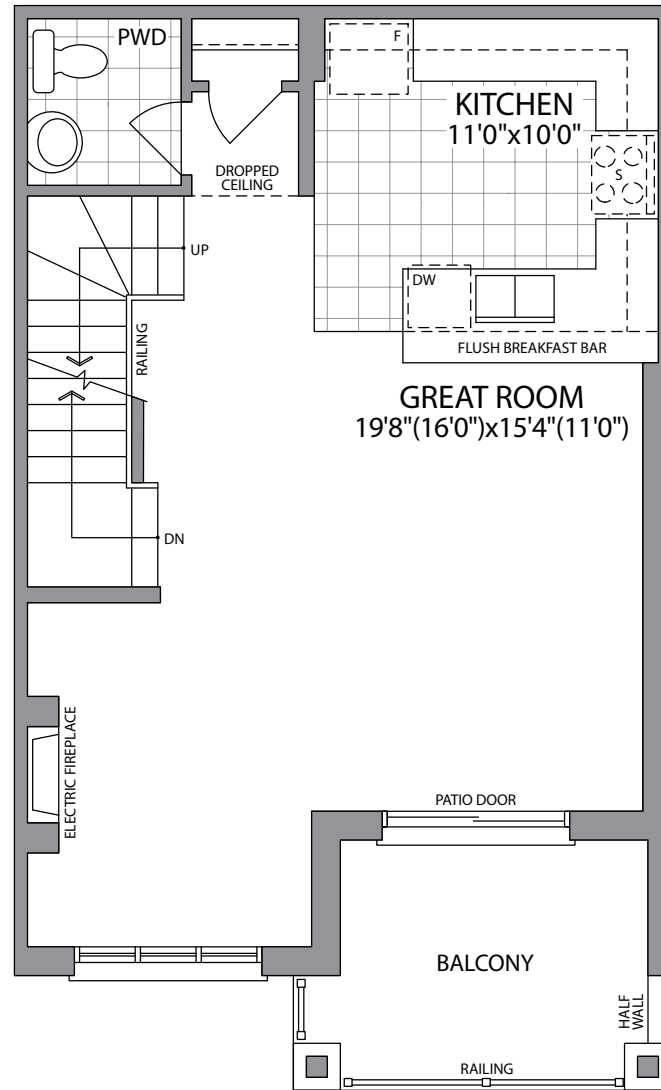 PWD
F
KITCHEN
11'0"x10'0"
S
DROPPED
CEILING
UP
DW
FLUSH BREAKFAST BAR
RAILING
GREAT ROOM
19'8"(16'0")x15'4"(11'0")
DN
ELECTRIC FIREPLACE
PATIO DOOR
BALCONY
HALF
WALL
RAILING